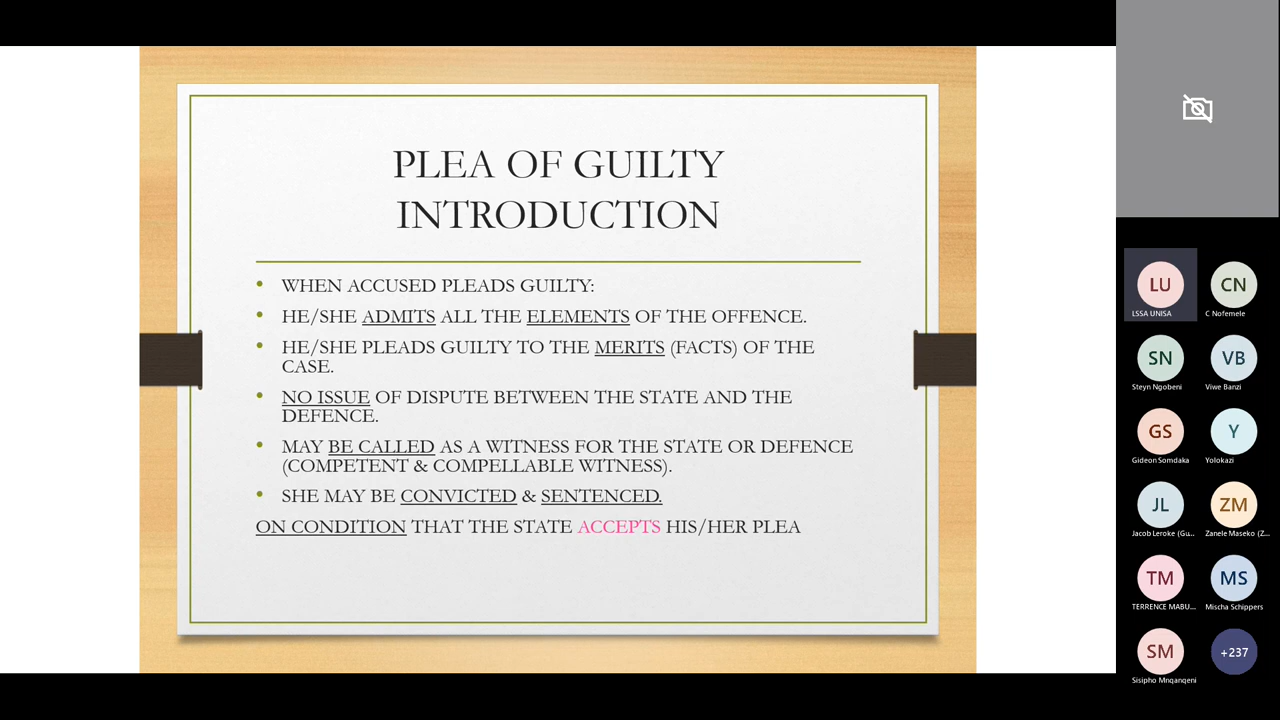 PLEA OF GUILTY
INTRODUCTION
• WHEN ACCUSED PLEADS GUILTY:
• HE/SHE ADMITS ALL THE ELEMENTS OF THE OFFENCE.
• HE/SHE PLEADS GUILTY TO THE MERITS (FACTS) OF THE
CASE.
• NO ISSUE OF DISPUTE BETWEEN THE STATE AND THE
DEFENCE.
• MAY BE CALLED AS A WITNESS FOR THE STATE OR DEFENCE
(COMPETENT & COMPELLABLE WITNESS).
• SHE MAY BE CONVICTED & SENTENCED.
ON CONDITION THAT THE STATE ACCEPTS HIS/HER PLEA
LU
LSSA UNISA
CN
C Nofemele
SN
Steyn Ngobeni
VB
Viwe Banzi
GS
Gideon Somdaka
Y
Yolokazi
JL
Jacob Leroke (Gu...
ZM
Zanele Maseko (Z...
TM
TERRENCE MABU...
MS
Mischa Schippers
SM
Sisipho Mnqanqeni
+237